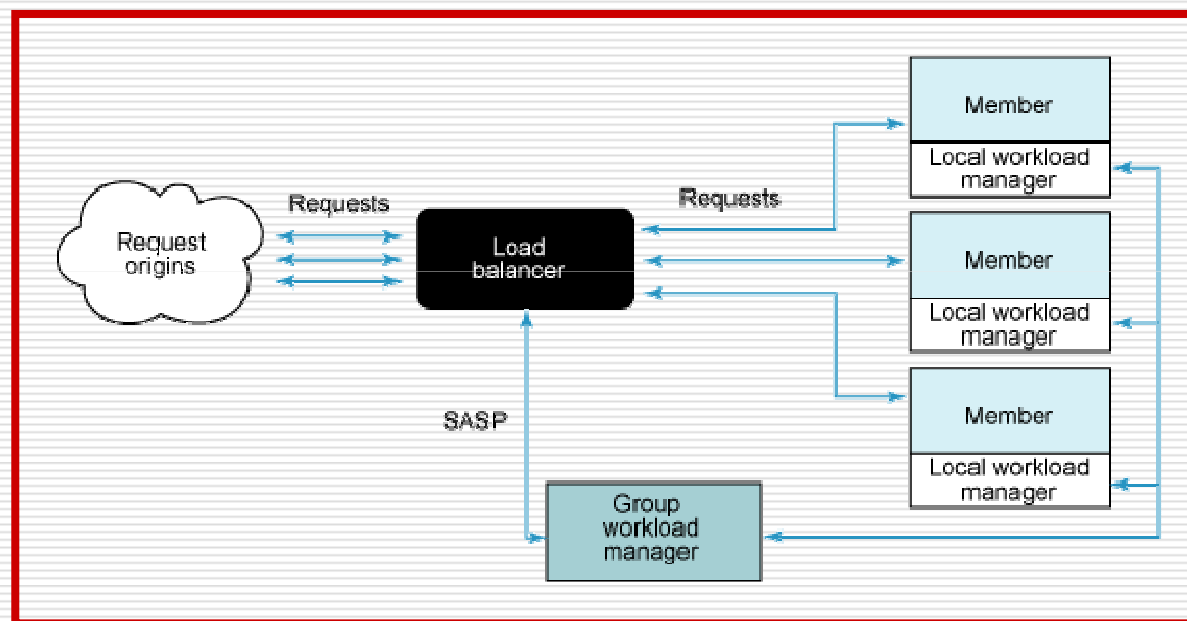 Requests
Request
origins
Load
balancer
Requests
Member
Local workload
manager
Member
Local workload
manager
Member
Local workload
manager
SASP
Group
workload
manager